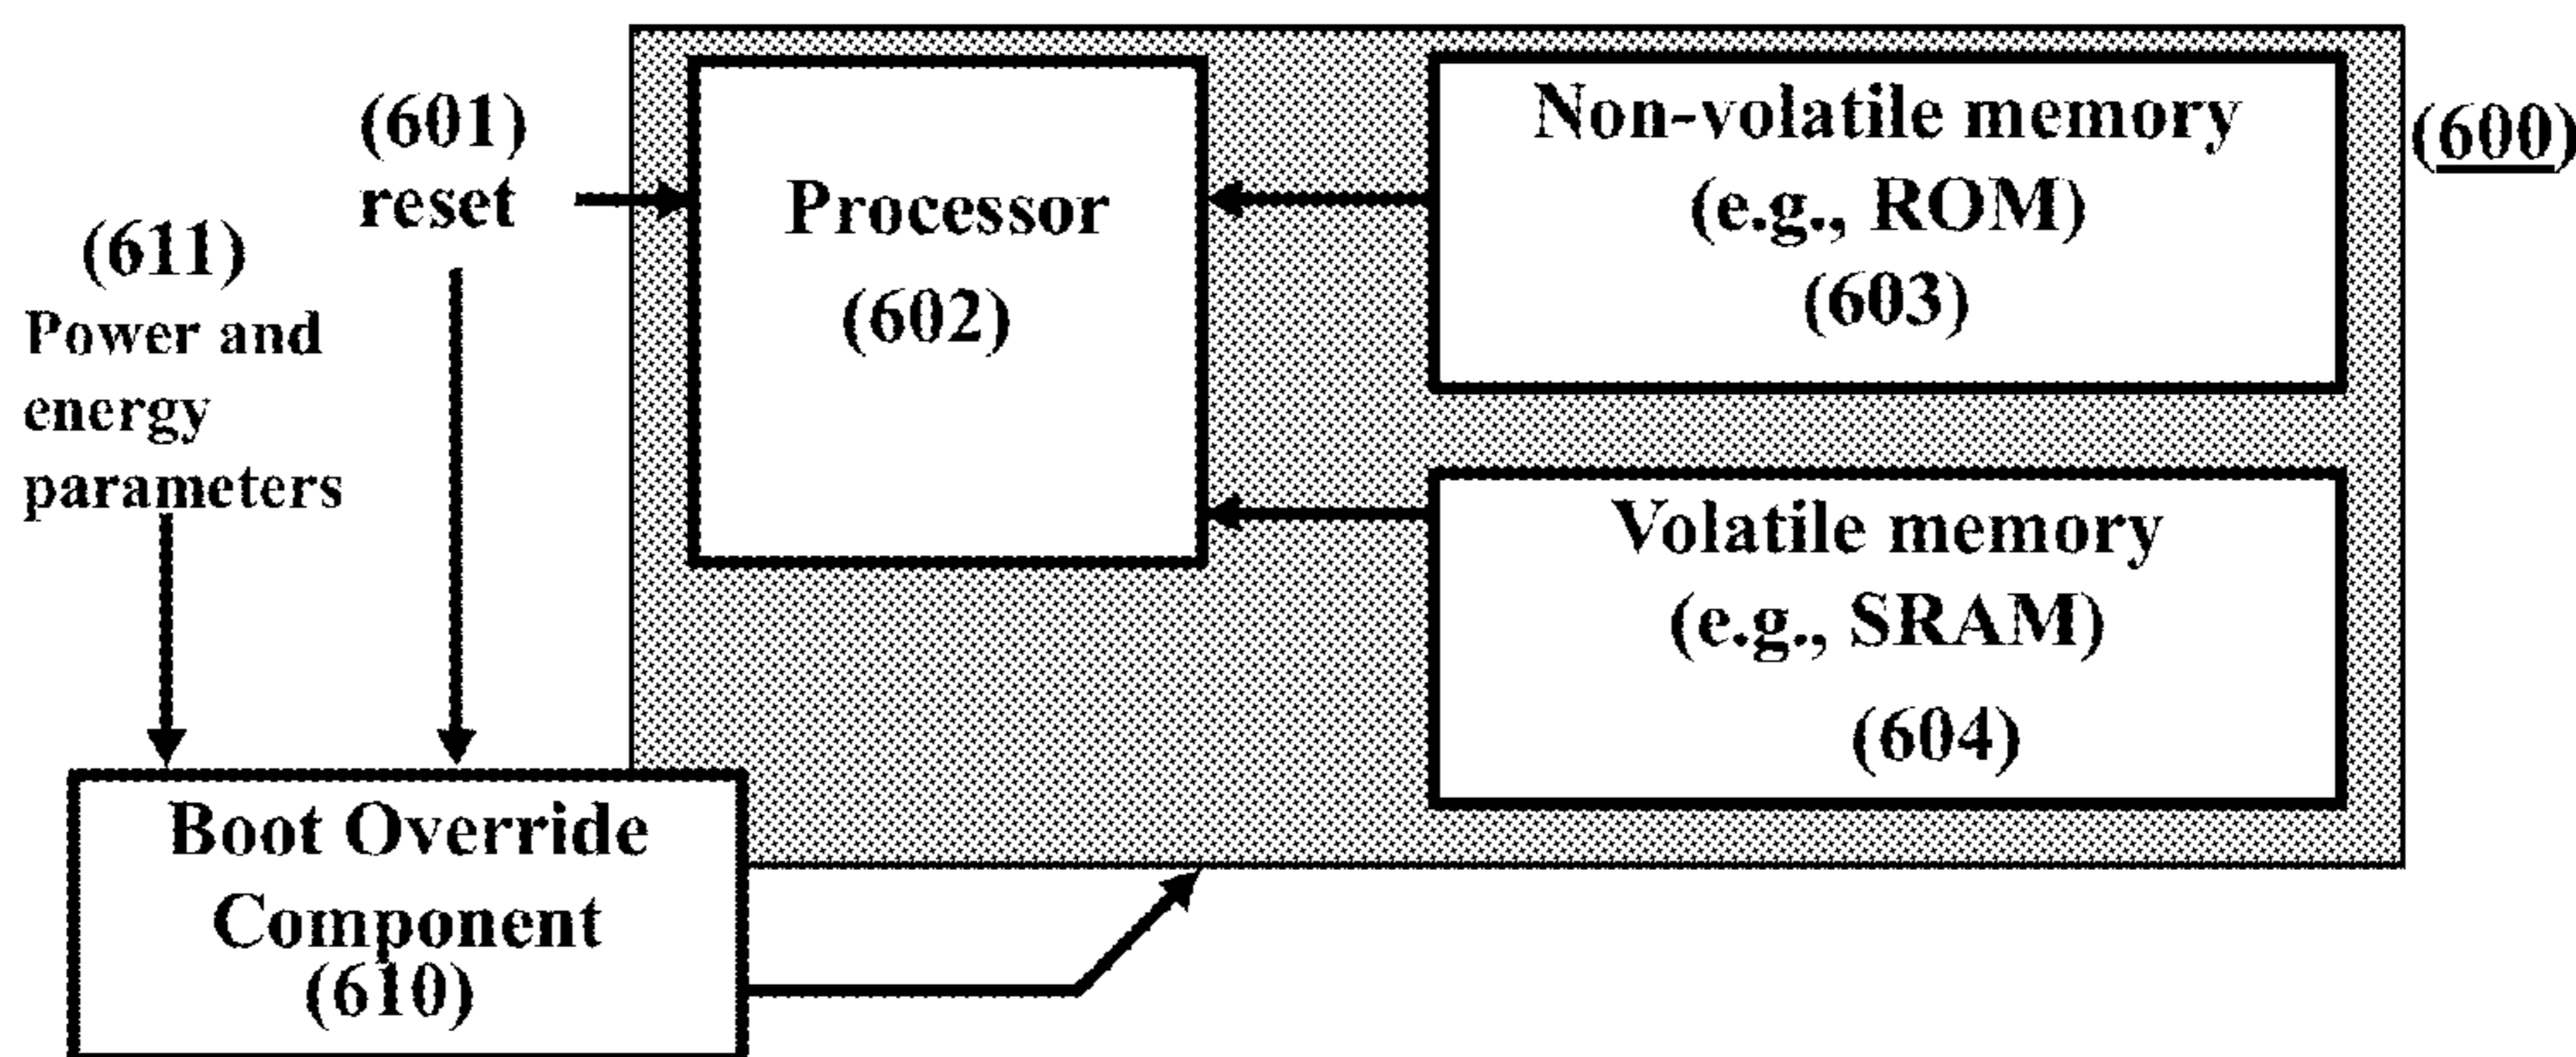 (601)
reset
(611)
Power and
energy
parameters
Processor
(602)
Non-volatile memory
(e.g., ROM)
(603)
(600)
Volatile memory
(e.g., SRAM)
(604)
Boot Override
Component
(610)